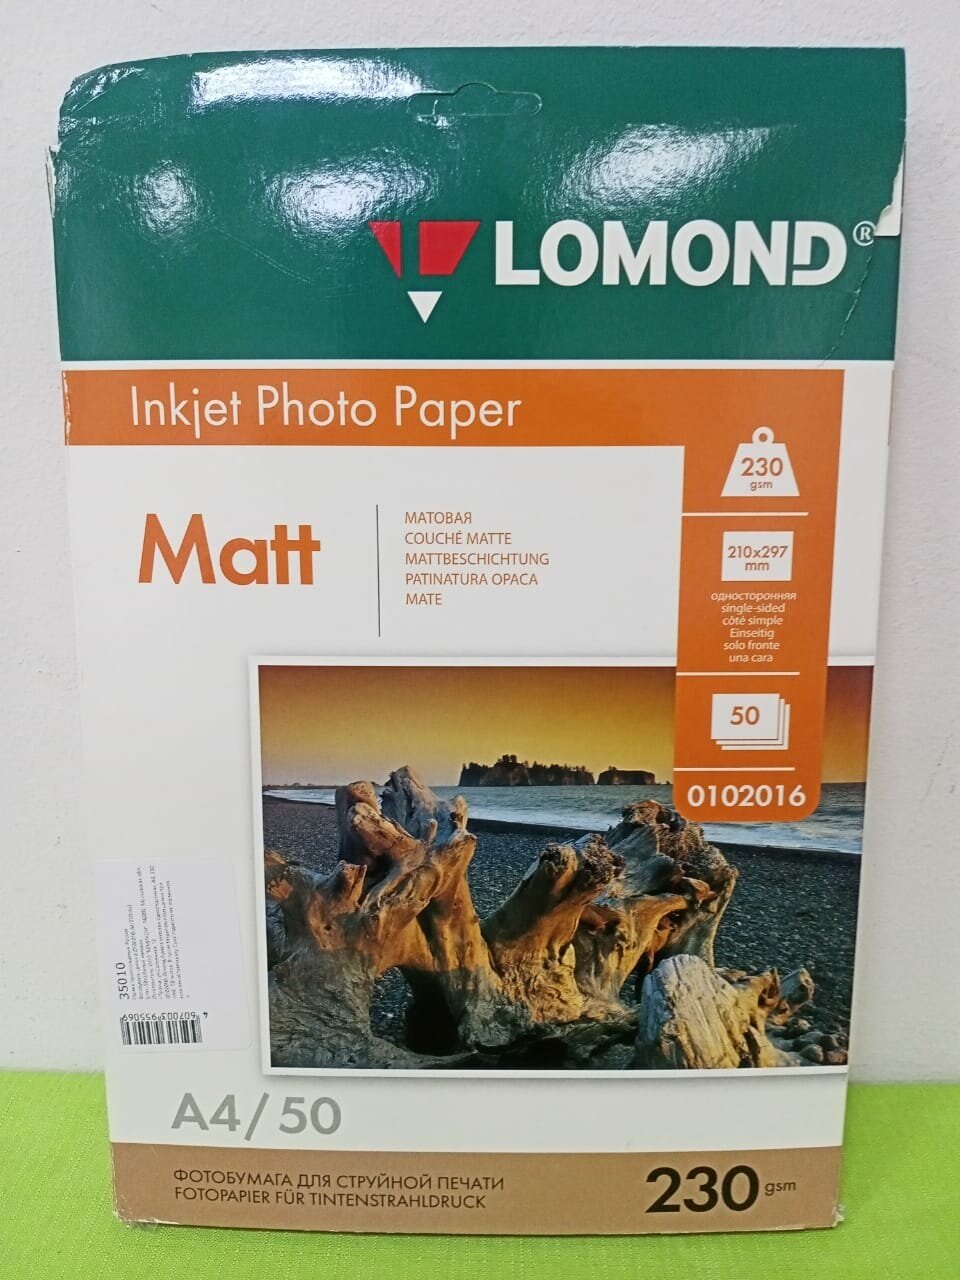 LOMOND®
Inkjet Photo Paper
230
gsm
Matt
МАТОВАЯ
COUCHÉ MATTE
MATTBESCHICHTUNG
PATINATURA OPACA
MATE
210x297
mm
односторонняя
single-sided
côté simple
Einseitig
solo fronte
una cara
50
0102016
35010
4607003955069
A4/50
ФОТОБУМАГА ДЛЯ СТРУЙНОЙ ПЕЧАТИ
FOTOPAPIER FÜR TINTENSTRAHLDRUCK
230 gsm